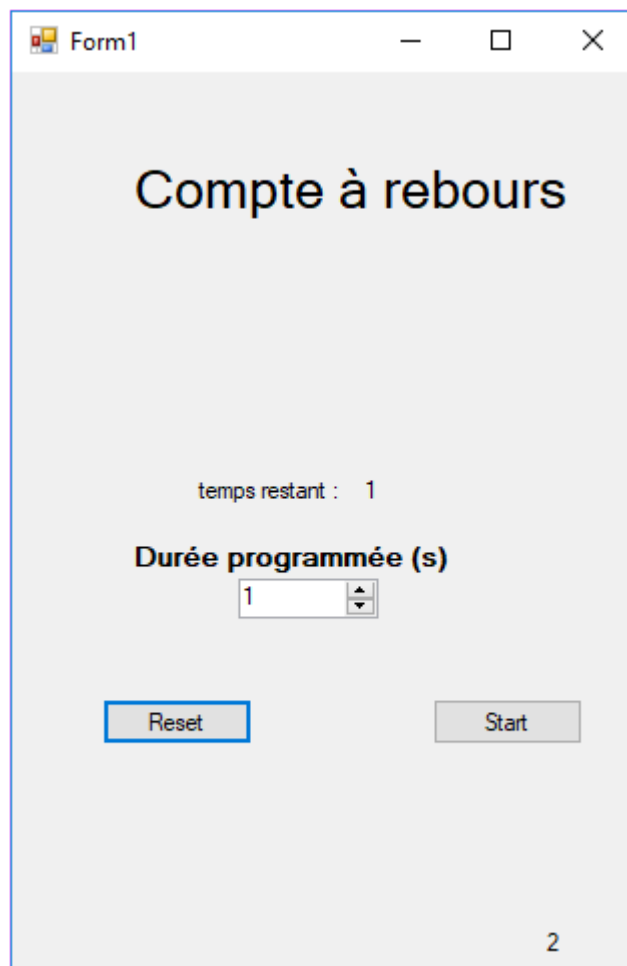 Form1
Compte à rebours
temps restant : 1
Durée programmée (s)
1
Reset Start
2